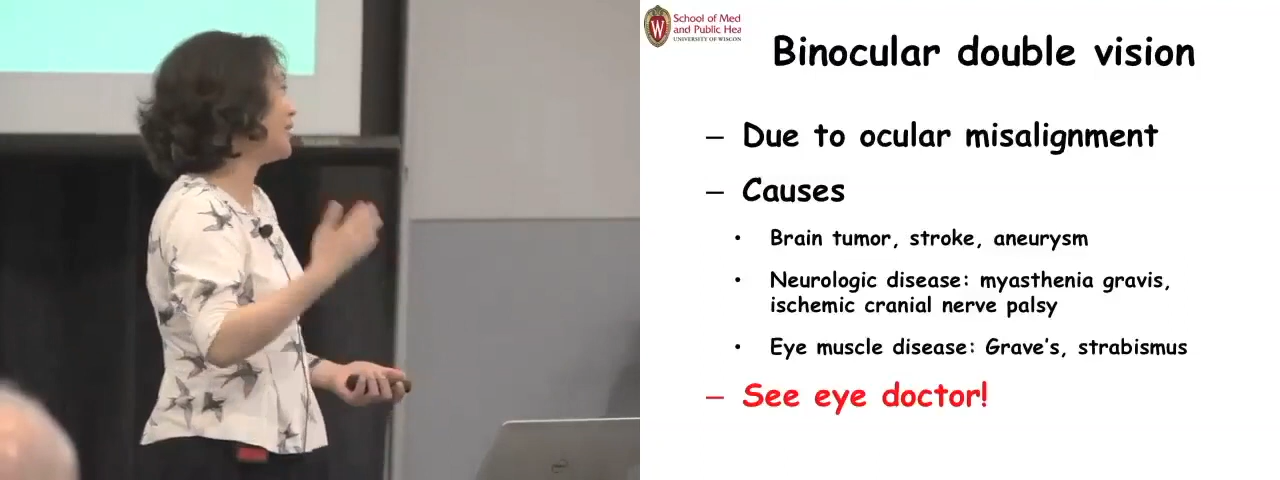 School of Med
and Public Hea
UNIVERSITY OF WISCON
Binocular double vision
– Due to ocular misalignment
– Causes
• Brain tumor, stroke, aneurysm
• Neurologic disease: myasthenia gravis,
ischemic cranial nerve palsy
• Eye muscle disease: Grave's, strabismus
– See eye doctor!